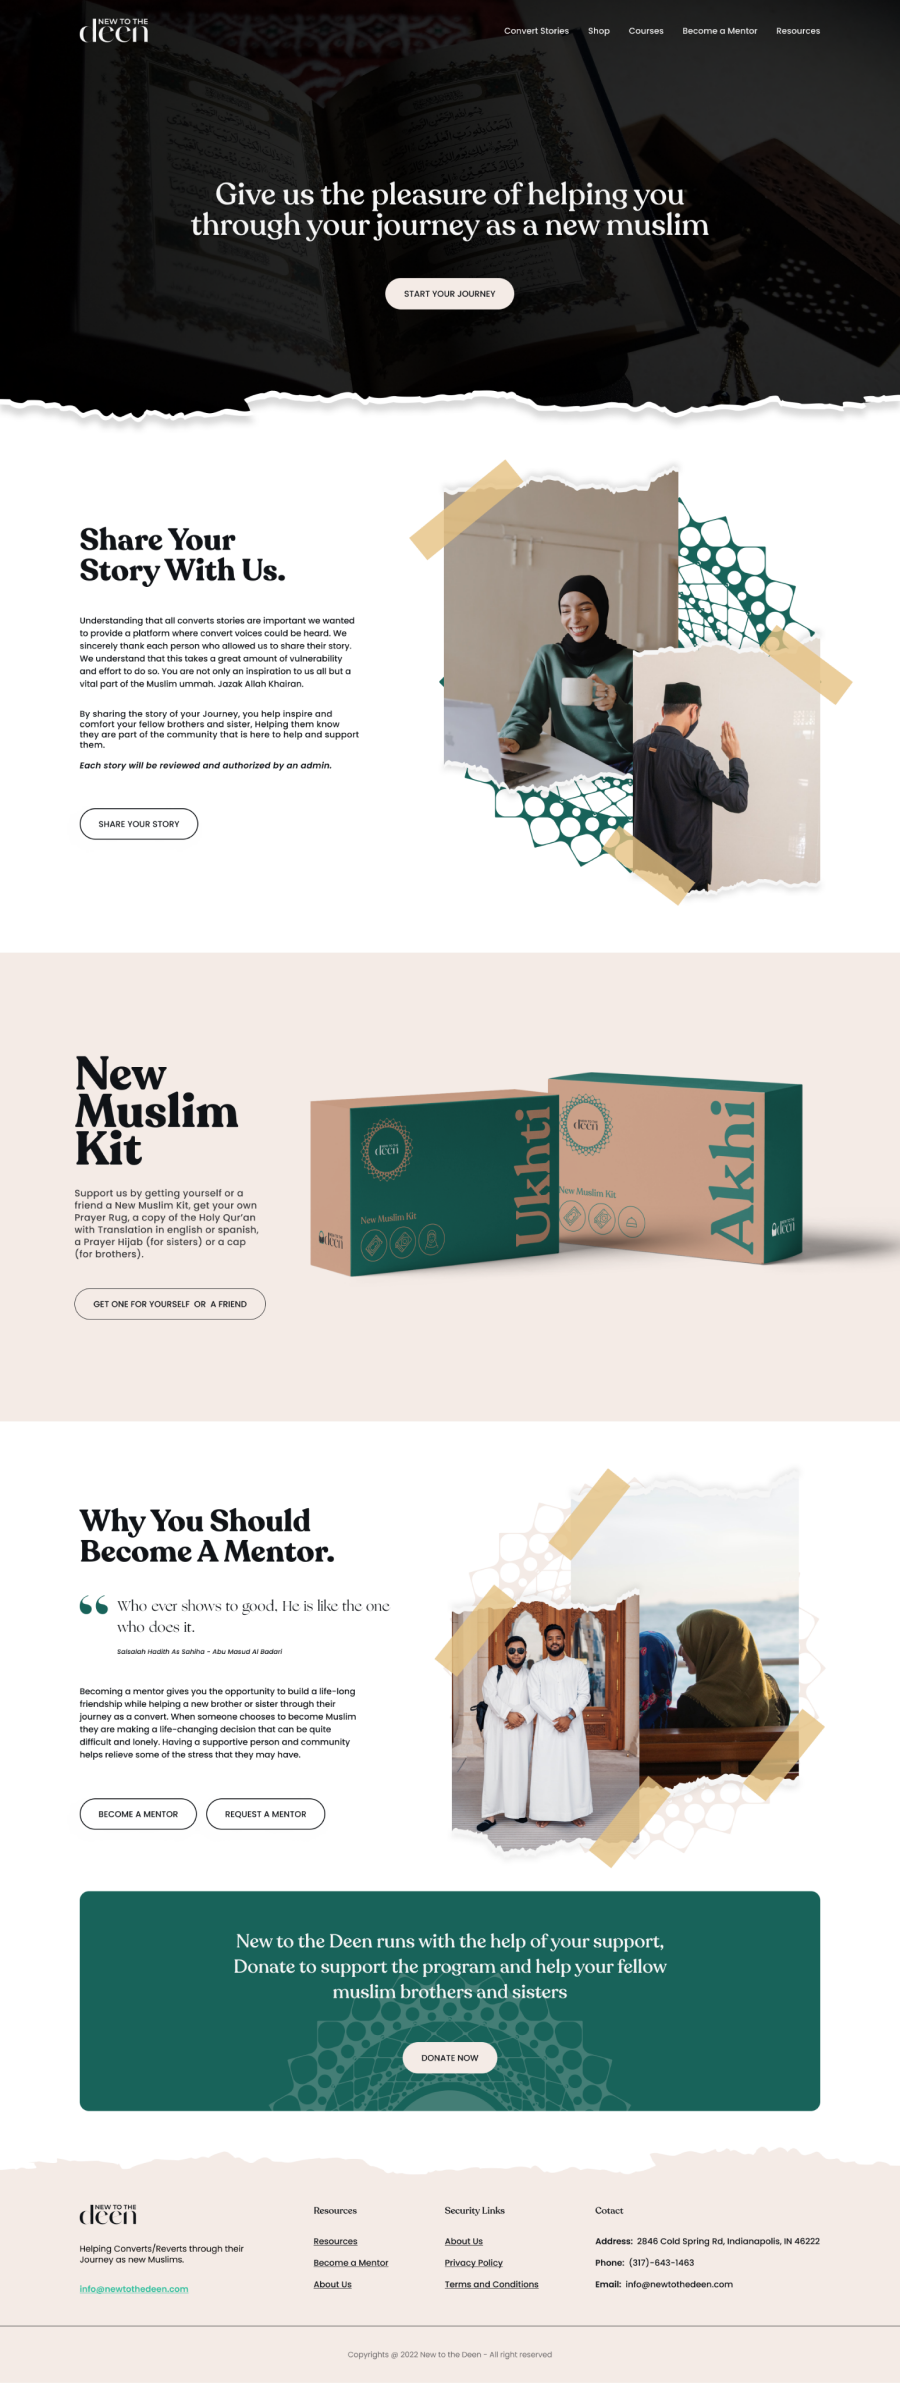 NEW TO THE
deen
Convert Stories
Shop
Courses
Become a Mentor
Resources
Give us the pleasure of helping you
through your journey as a new muslim
START YOUR JOURNEY
Share Your
Story With Us.
Understanding that all converts stories are important we wanted
to provide a platform where convert voices could be heard. We
sincerely thank each person who allowed us to share their story.
We understand that this takes a great amount of vulnerability
and effort to do so. You are not only an inspiration to us all but a
vital part of the Muslim ummah. Jazak Allah Khairan.
By sharing the story of your Journey, you help inspire and
comfort your fellow brothers and sister, Helping them know
they are part of the community that is here to help and support
them.
Each story will be reviewed and authorized by an admin.
SHARE YOUR STORY
New
Muslim
Kit
Support us by getting yourself or a
friend a New Muslim Kit, get your own
Prayer Rug, a copy of the Holy Qur'an
with Translation in english or spanish,
a Prayer Hijab (for sisters) or a cap
(for brothers).
GET ONE FOR YOURSELF OR A FRIEND
deen
New Muslim Kit
Ukhti
deen
deen
New Muslim Kit
Akhi
deen
Why You Should
Become A Mentor.
Who ever shows to good, He is like the one
who does it.
Salsalah Hadith As Sahiha - Abu Masud Al Badari
Becoming a mentor gives you the opportunity to build a life-long
friendship while helping a new brother or sister through their
journey as a convert. When someone chooses to become Muslim
they are making a life-changing decision that can be quite
difficult and lonely. Having a supportive person and community
helps relieve some of the stress that they may have.
BECOME A MENTOR
REQUEST A MENTOR
New to the Deen runs with the help of your support,
Donate to support the program and help your fellow
muslim brothers and sisters
DONATE NOW
NEW TO THE
deen
Helping Converts/Reverts through their
Journey as new Muslims.
info@newtothedeen.com
Resources
Resources
Become a Mentor
About Us
Security Links
About Us
Privacy Policy
Terms and Conditions
Cotact
Address: 2846 Cold Spring Rd, Indianapolis, IN 46222
Phone: (317)-643-1463
Email: info@newtothedeen.com
Copyrights @ 2022 New to the Deen - All right reserved